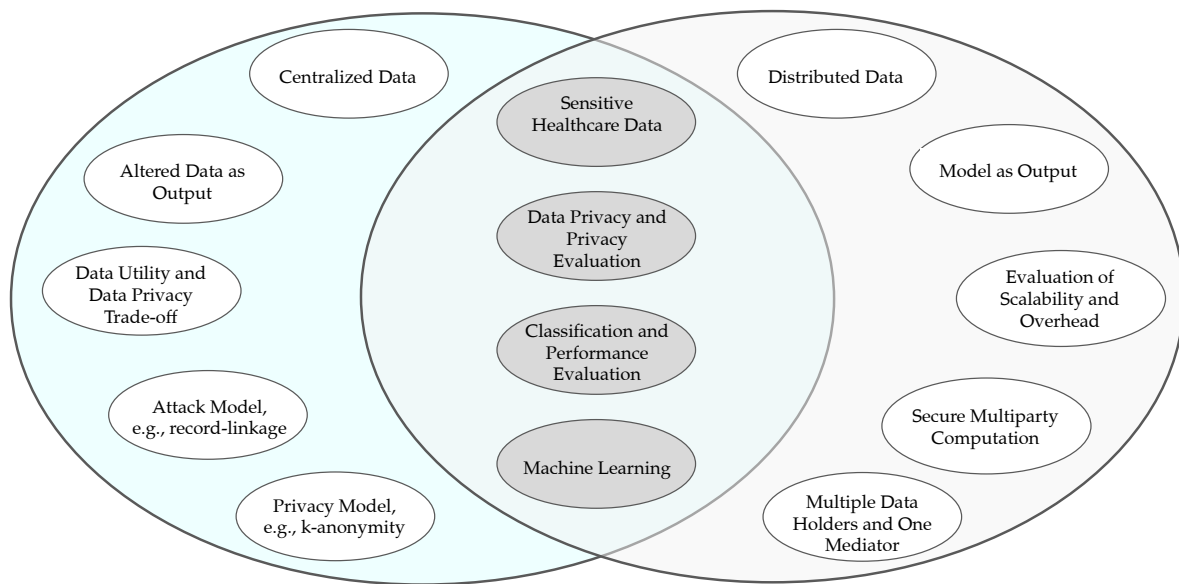 Centralized Data
Altered Data as
Output
Data Utility and
Data Privacy
Trade-off
Attack Model,
e.g., record-linkage
Privacy Model,
e.g., k-anonymity
Sensitive
Healthcare Data
Data Privacy and
Privacy
Evaluation
Classification and
Performance
Evaluation
Machine Learning
Distributed Data
Model as Output
Evaluation of
Scalability and
Overhead
Secure Multiparty
Computation
Multiple Data
Holders and One
Mediator